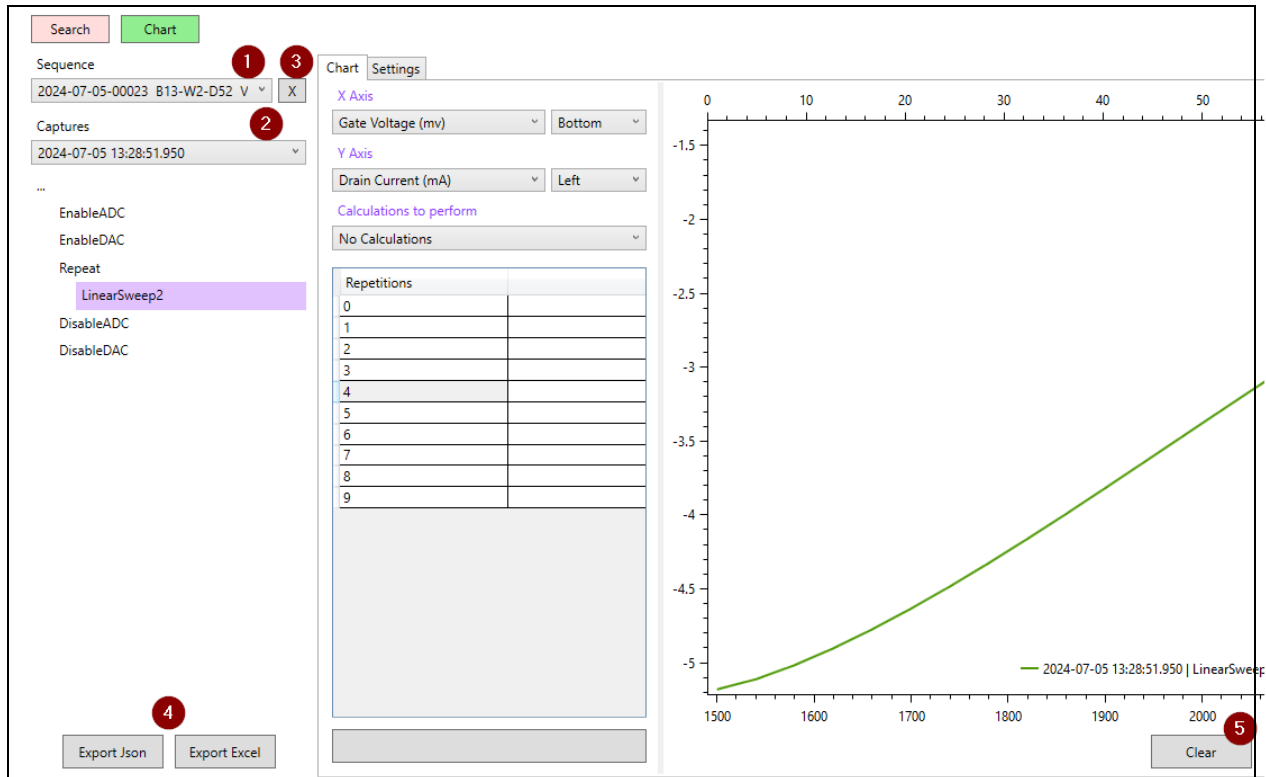 Search Chart
1 3
Sequence
2024-07-05-00023 B13-W2-D52 V X
2
Captures
2024-07-05 13:28:51.950
...
EnableADC
EnableDAC
Repeat
LinearSweep2
DisableADC
DisableDAC
4
Export Json Export Excel
Chart Settings
X Axis
Gate Voltage (mv) Bottom
Y Axis
Drain Current (mA) Left
Calculations to perform
No Calculations
Repetitions
0
1
2
3
4
5
6
7
8
9
0 10 20 30 40 50
-1.5
-2
-2.5
-3
-3.5
-4
-4.5
-5
2024-07-05 13:28:51.950 | LinearSweep
1500 1600 1700 1800 1900 2000
5
Clear